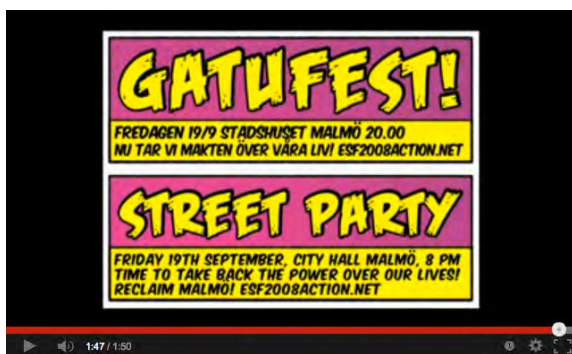 GATUFEST!
FREDAGEN 19/9 STADSHUSET MALMÖ 20.00
NU TAR VI MAKTEN ÖVER VÅRA LIV! ESF2008ACTION.NET
STREET PARTY
FRIDAY 19TH SEPTEMBER, CITY HALL MALMÖ, 8 PM
TIME TO TAKE BACK THE POWER OVER OUR LIVES!
RECLAIM MALMÖ! ESF2008ACTION.NET
1:47 / 1:50